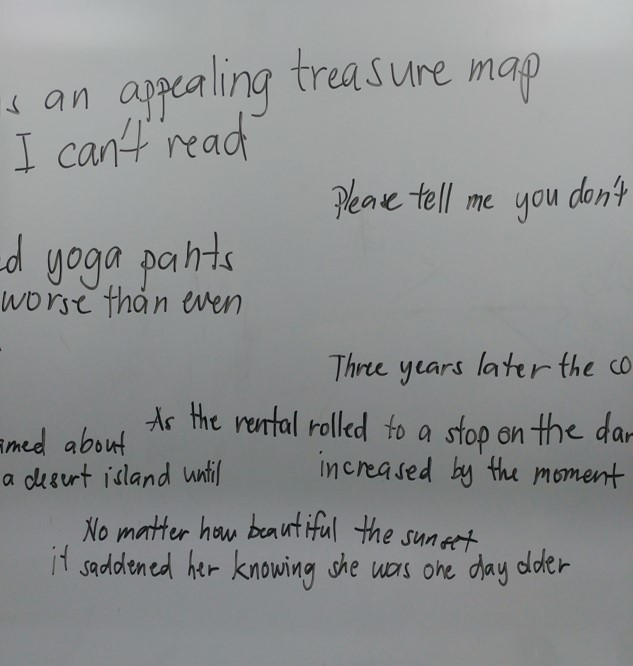 s an appealing treasure map
I can't read
Please tell me you don't
d yoga pants
worse than even
Three years later the co
As the rental rolled to a stop on the dar
med about
a desert island until
increased by the moment
No matter how beautiful the sunset
it saddened her knowing she was one day older